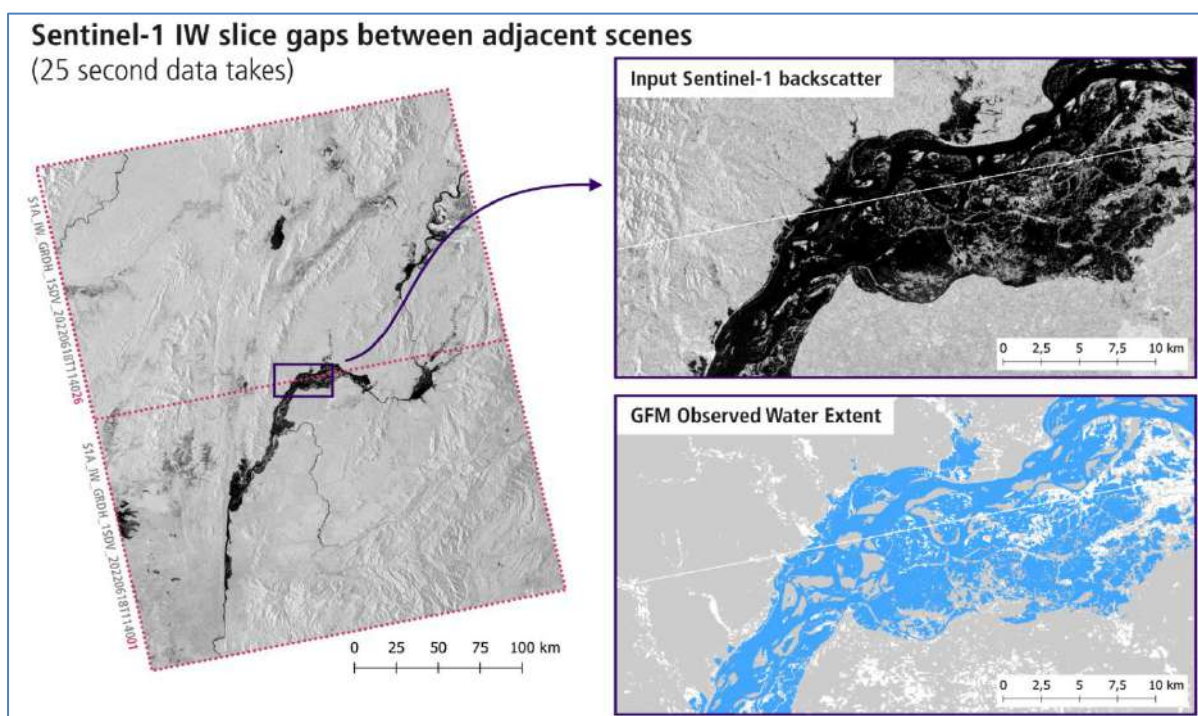 Sentinel-1 IW slice gaps between adjacent scenes
(25 second data takes)
S1A_IW_GRDH_1SDV_20220618T114026
S1A_IW_GRDH_1SDV_20220618T114001
0 25 50 75 100 km
Input Sentinel-1 backscatter
0 2,5 5 7,5 10 km
GFM Observed Water Extent
0 2,5 5 7,5 10 km